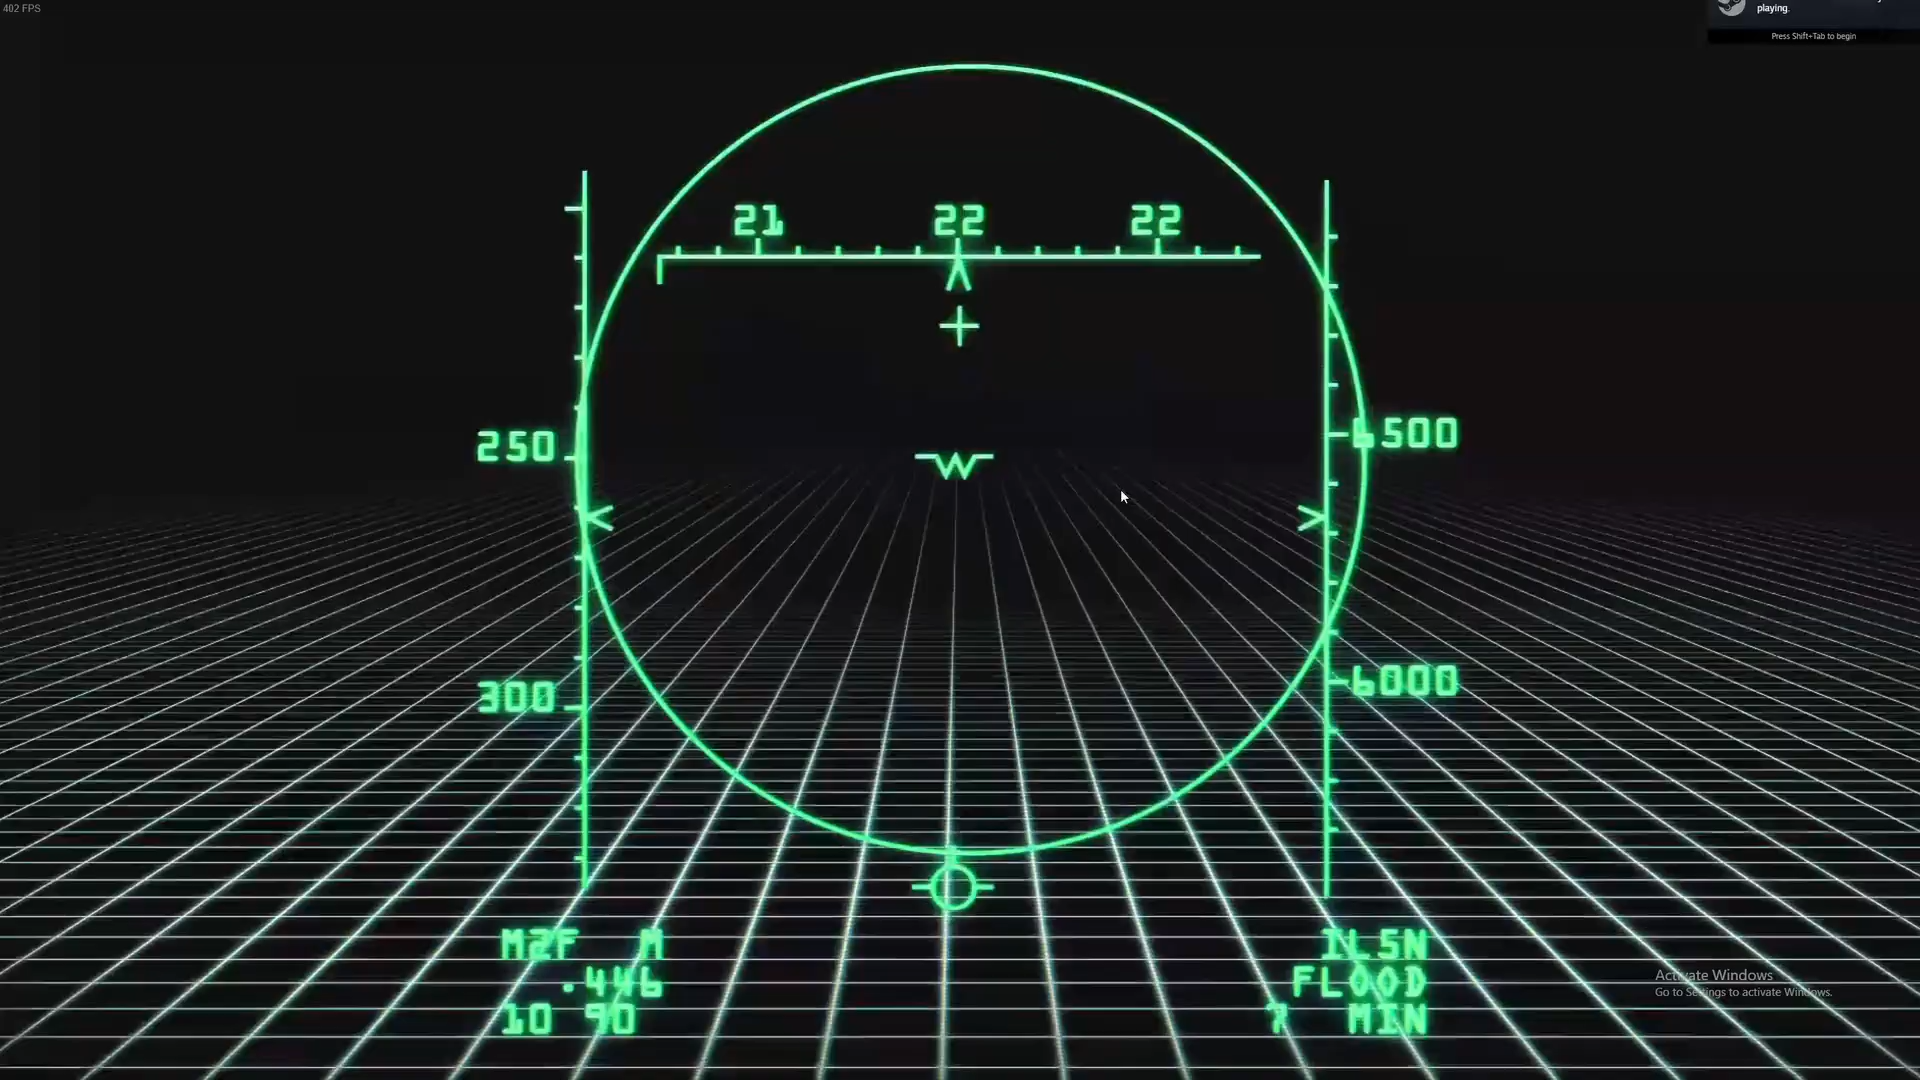 402 FPS
playing.
Press Shift+Tab to begin
21 22 22
250
500
300
6000
M2F M
.446
10 90
ILSN
FLOOD
7 MIN
Activate Windows
Go to Settings to activate Windows.